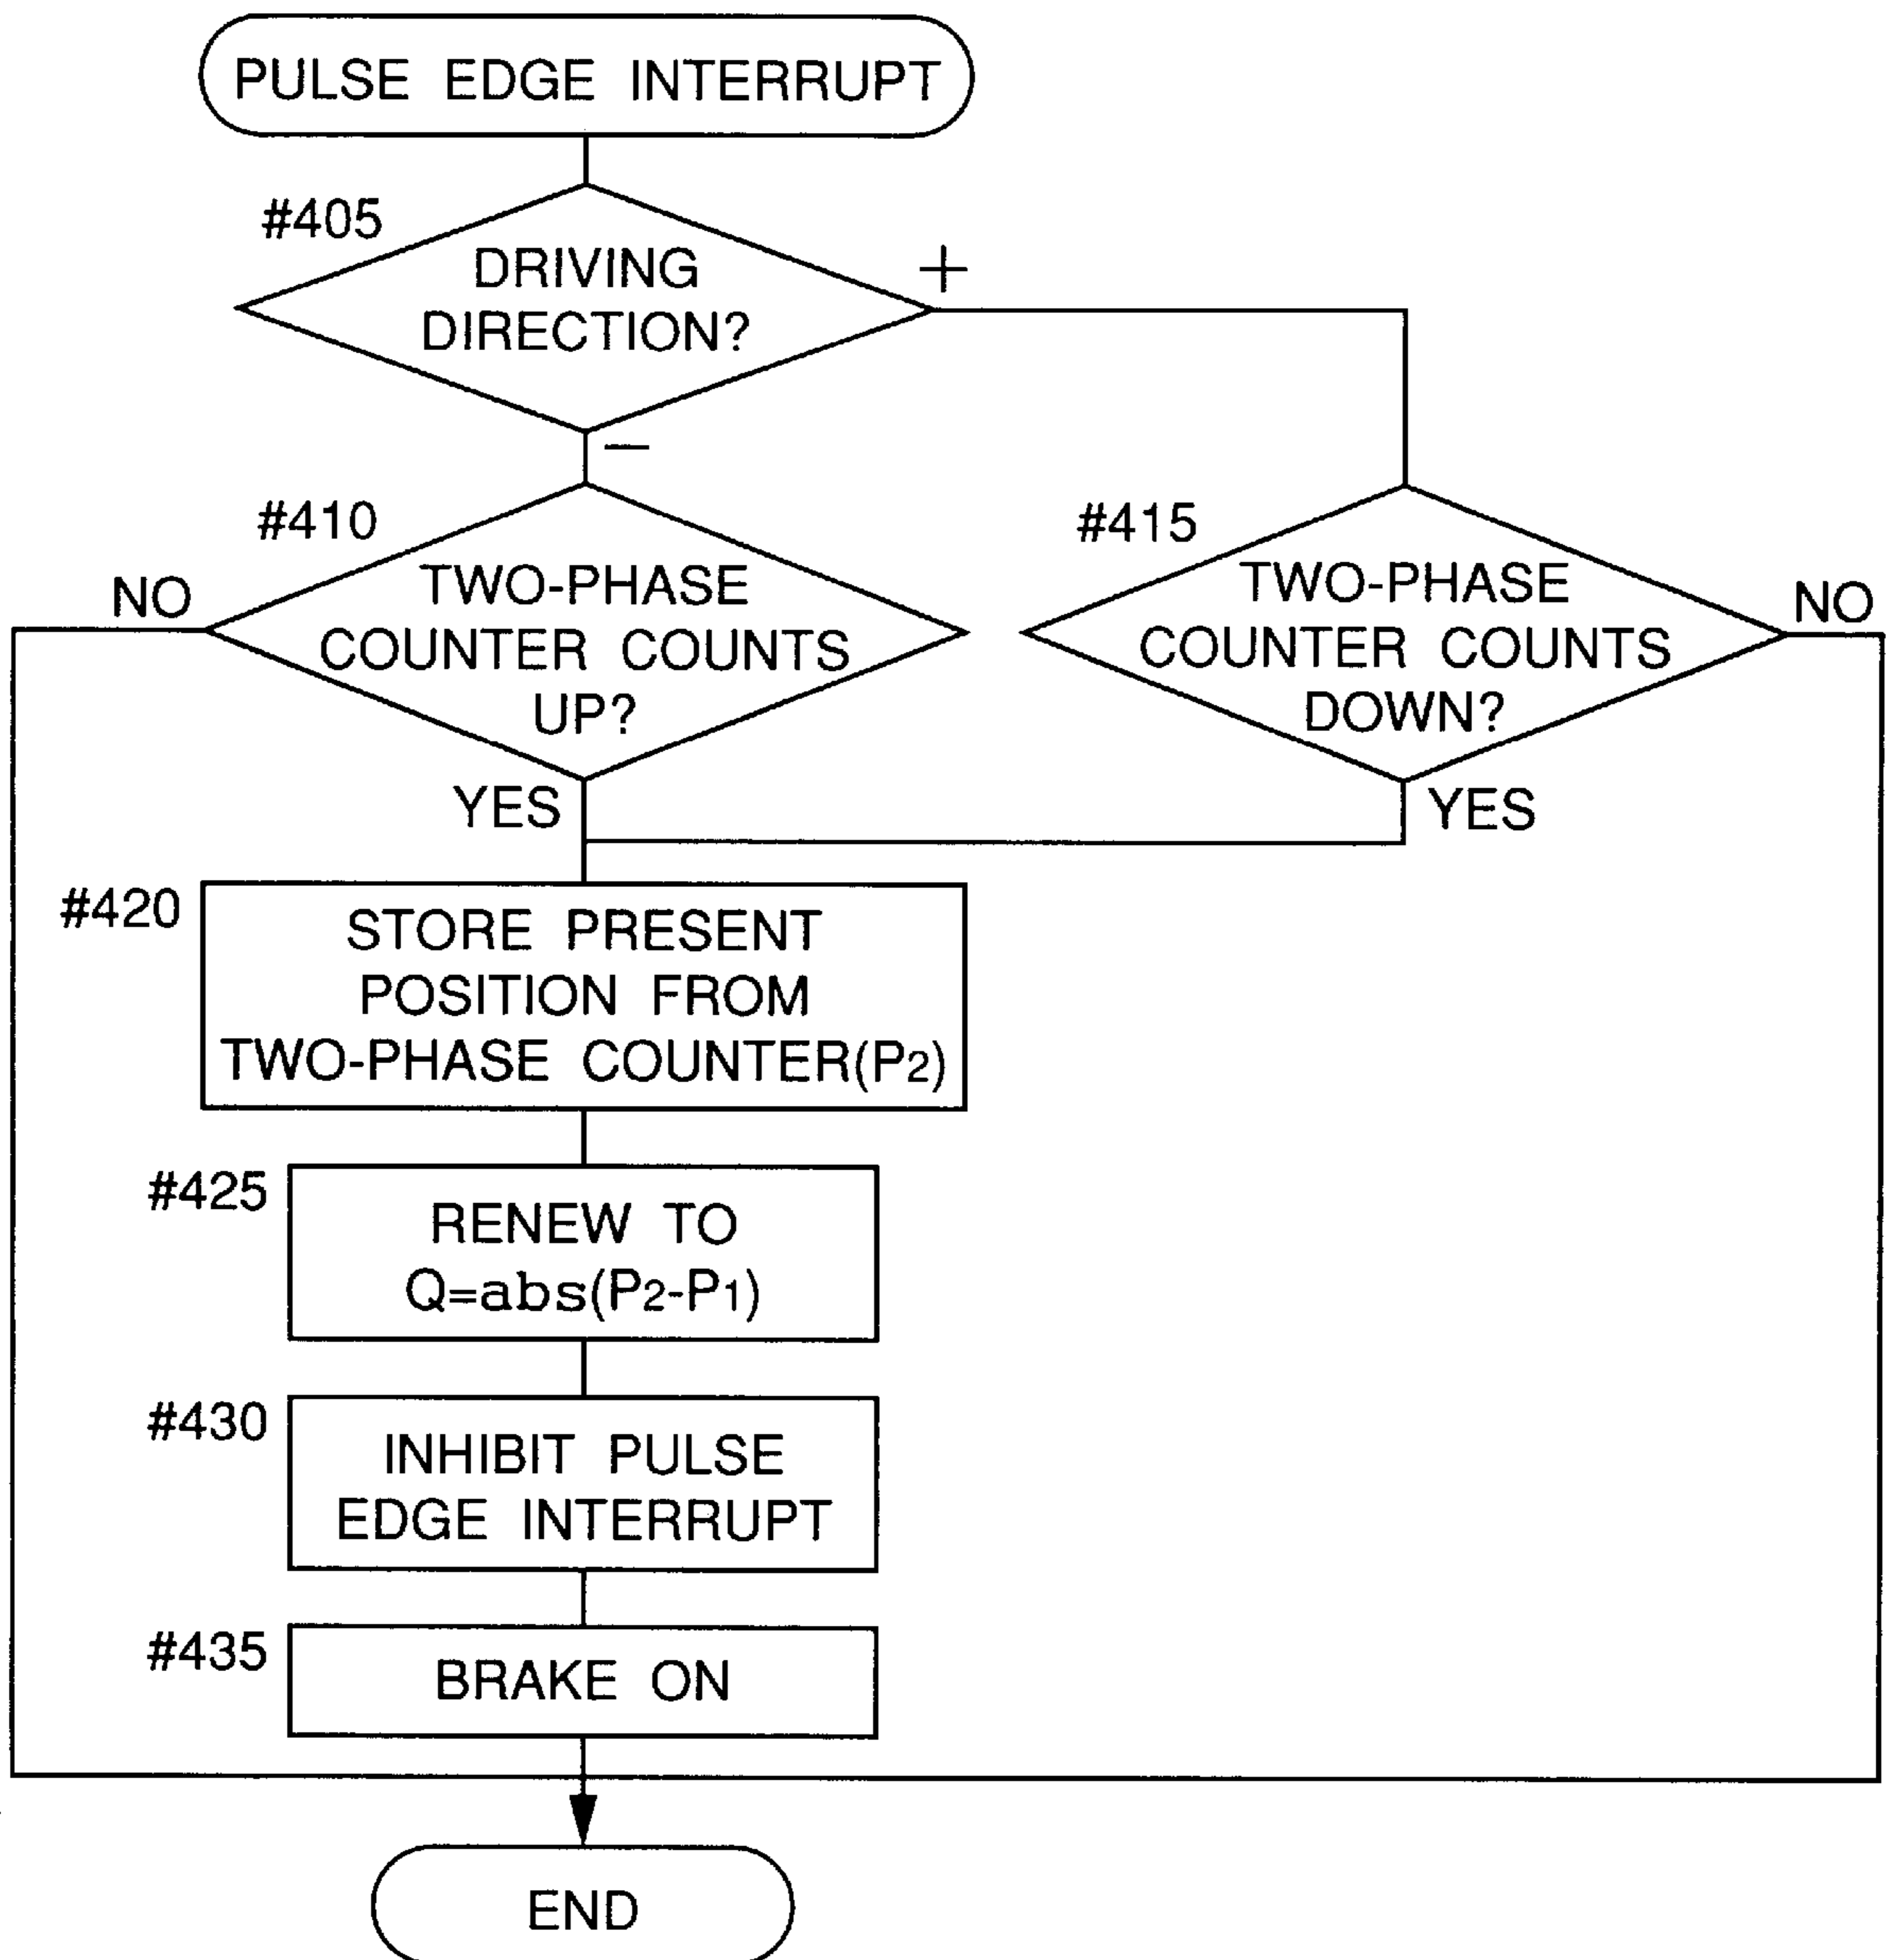 PULSE EDGE INTERRUPT
#405
DRIVING
DIRECTION?
+
−
#410
TWO-PHASE
COUNTER COUNTS
UP?
NO
YES
#415
TWO-PHASE
COUNTER COUNTS
DOWN?
NO
YES
#420
STORE PRESENT
POSITION FROM
TWO-PHASE COUNTER(P2)
#425
RENEW TO
Q=abs(P2-P1)
#430
INHIBIT PULSE
EDGE INTERRUPT
#435
BRAKE ON
END